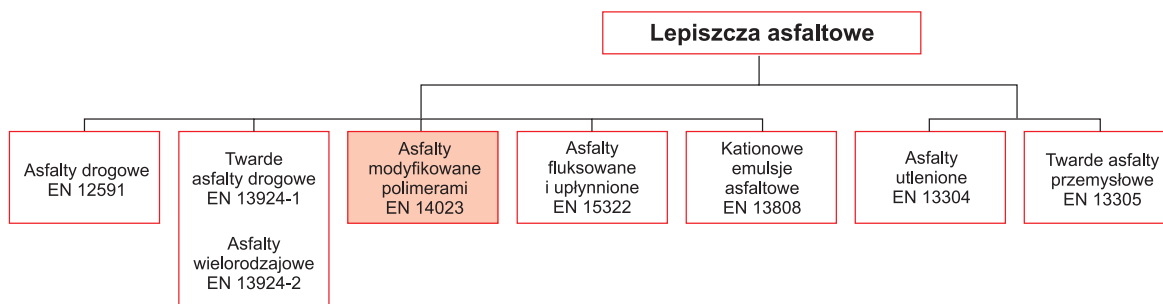 Lepiszcza asfaltowe
Asfalty drogowe
EN 12591
Twarde
asfalty drogowe
EN 13924-1
Asfalty
wielorodzajowe
EN 13924-2
Asfalty
modyfikowane
polimerami
EN 14023
Asfalty
fluksowane
i upłynnione
EN 15322
Kationowe
emulsje
asfaltowe
EN 13808
Asfalty
utlenione
EN 13304
Twarde asfalty
przemysłowe
EN 13305